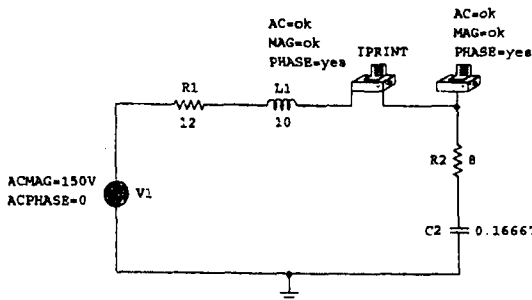 AC=ok
MAG=ok
PHASE=yes
IPRINT
AC=ok
MAG=ok
PHASE=yes
R1
12
L1
10
R2 8
ACMAG=150V
ACPHASE=0
V1
C2 0.16667